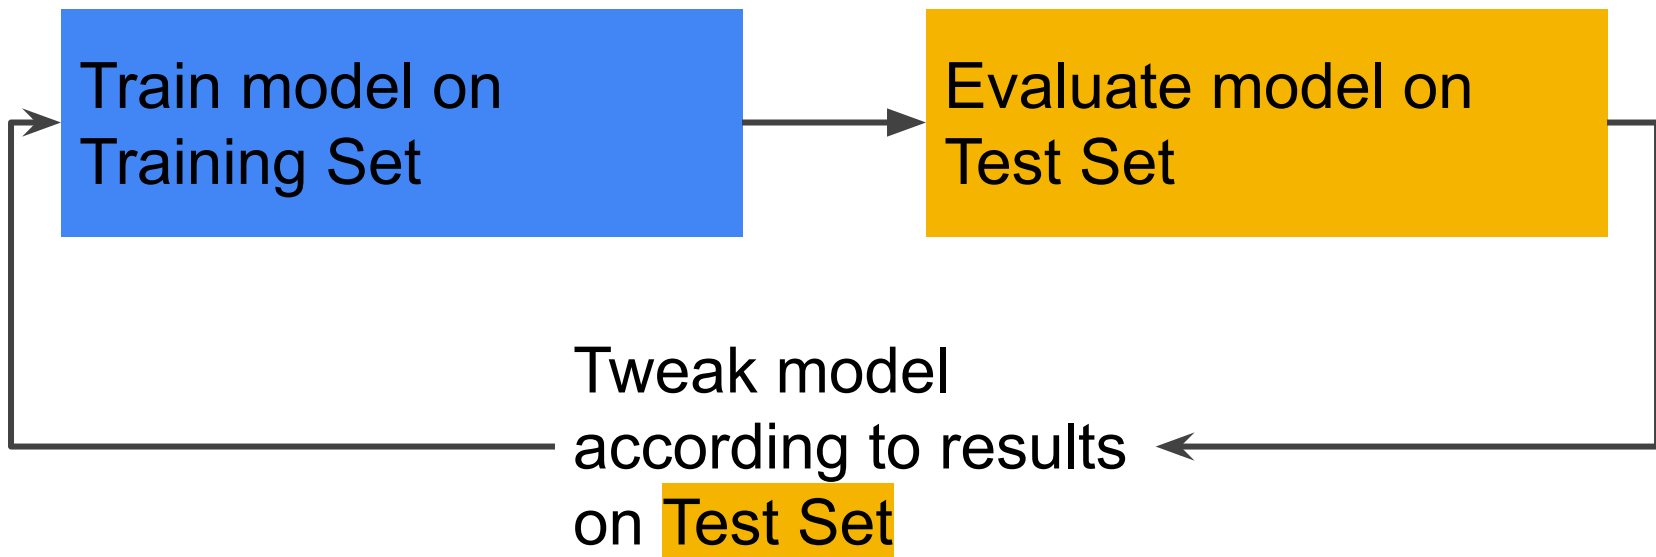 Train model on
Training Set
Evaluate model on
Test Set
Tweak model
according to results
on Test Set